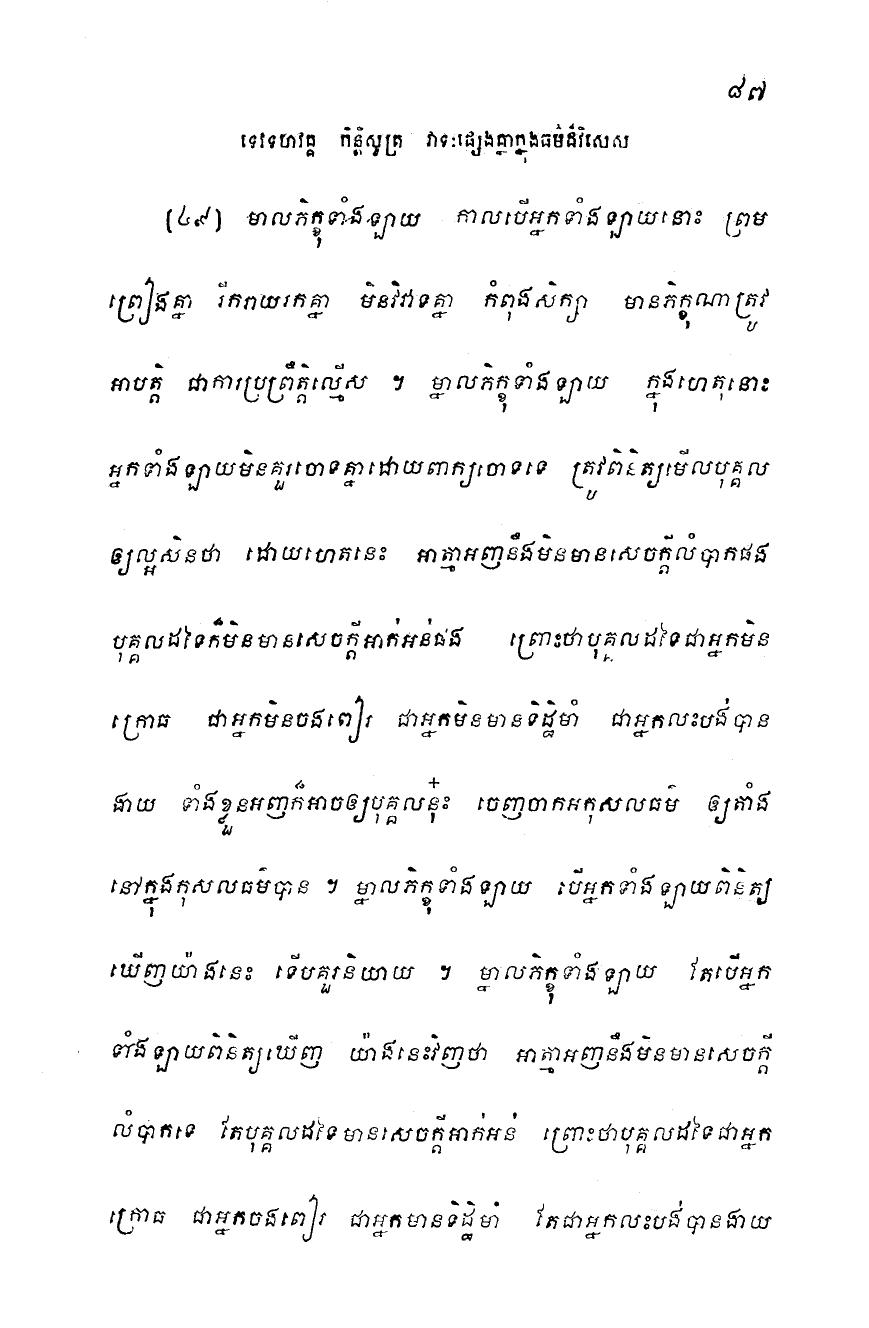 ៨៧
ទេវទហវគ្គ កិន្តិសូត្រ វាទៈផ្សេងគ្នាក្នុងធម៌ដ៏វិសេស
(៤៩) មាលភិក្ខុទាំងឡាយ កាលបើអ្នកទាំងឡាយនោះ ព្រម
ព្រៀងគ្នា រីករាយរកគ្នា មិនវិវាទគ្នា កំពុងសិក្សា មានភិក្ខុណាត្រូវ
អាបត្តិ ជាការប្រព្រឹត្តិល្មើស ។ ម្នាលភិក្ខុទាំងឡាយ ក្នុងហេតុនោះ
អ្នកទាំងឡាយមិនគួរចោទគ្នាដោយពាក្យចោទទេ ត្រូវពិនិត្យមើលបុគ្គល
ឲ្យល្អសិនថា ដោយហេតុនេះ អាត្មាអញនឹងមិនមានសេចក្តីលំបាកផង
បុគ្គលដទៃក៏មិនមានសេចក្តីអាក់អន់ផង ព្រោះថាបុគ្គលដទៃជាអ្នកមិន
ក្រោធ ជាអ្នកមិនចងពៀរ ជាអ្នកមិនមានទិដ្ឋិមាំ ជាអ្នកលះបង់បាន
ងាយ ទាំងខ្លួនអញក៏អាចឲ្យបុគ្គលនុ៎ះ ចេញចាកអកុសលធម៌ ឲ្យតាំង
នៅក្នុងកុសលធម៌បាន ។ ម្នាលភិក្ខុទាំងឡាយ បើអ្នកទាំងឡាយពិនិត្យ
ឃើញយ៉ាងនេះ ទើបគួរនិយាយ ។ ម្នាលភិក្ខុទាំងឡាយ តែបើអ្នក
ទាំងឡាយពិនិត្យឃើញ យ៉ាងនេះវិញថា អាត្មាអញនឹងមិនមានសេចក្តី
លំបាកទេ តែបុគ្គលដទៃមានសេចក្តីអាក់អន់ ព្រោះថាបុគ្គលដទៃជាអ្នក
ក្រោធ ជាអ្នកចងពៀរ ជាអ្នកមានទិដ្ឋិមាំ តែជាអ្នកលះបង់បានងាយ